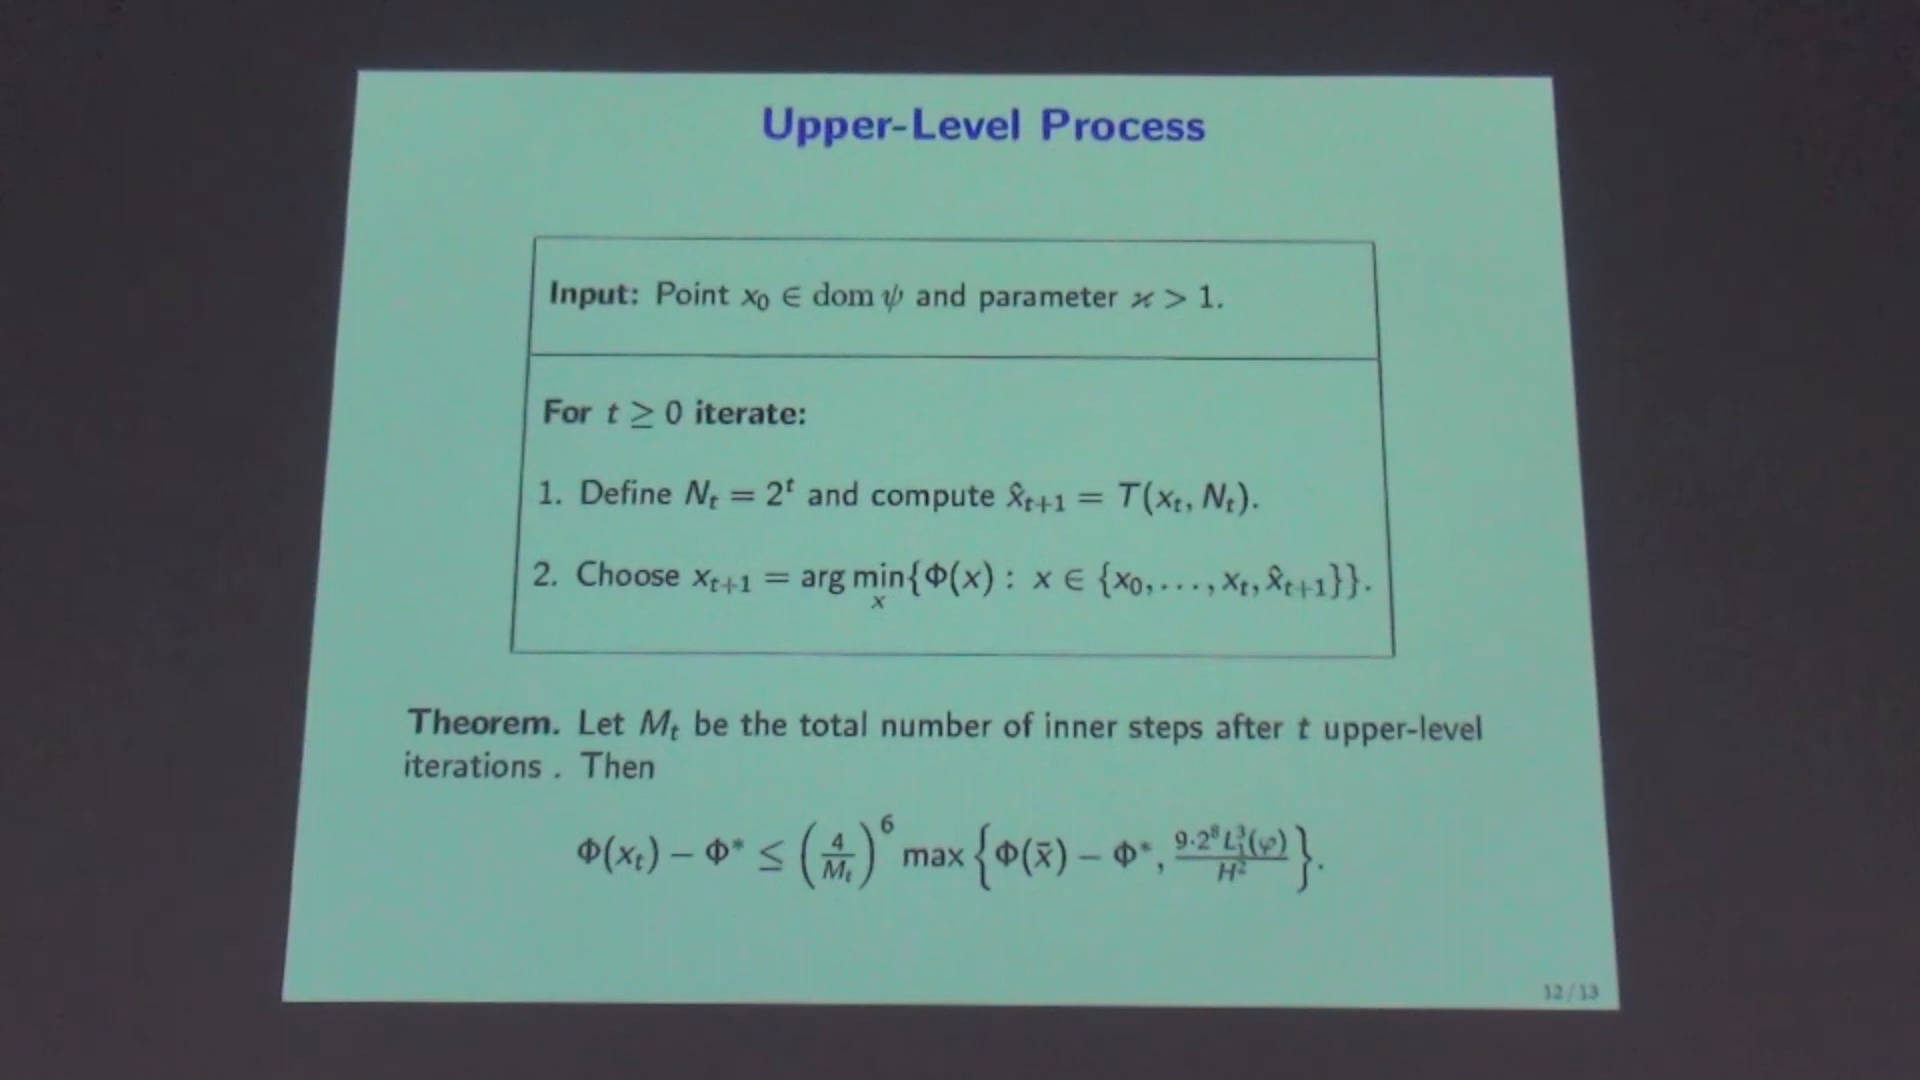 Upper-Level Process
Input: Point x₀ ∈ dom ψ and parameter ϰ > 1.
For t ≥ 0 iterate:
1. Define Nₜ = 2ᵗ and compute x̂ₜ₊₁ = T(xₜ, Nₜ).
2. Choose xₜ₊₁ = arg min_x {Φ(x) : x ∈ {x₀, . . . , xₜ, x̂ₜ₊₁}}.
Theorem. Let Mₜ be the total number of inner steps after t upper-level
iterations . Then
Φ(xₜ) − Φ* ≤ (4/Mₜ)⁶ max {Φ(x̄) − Φ*, 9·2⁸L₁³(φ)/H²}.
12 / 13